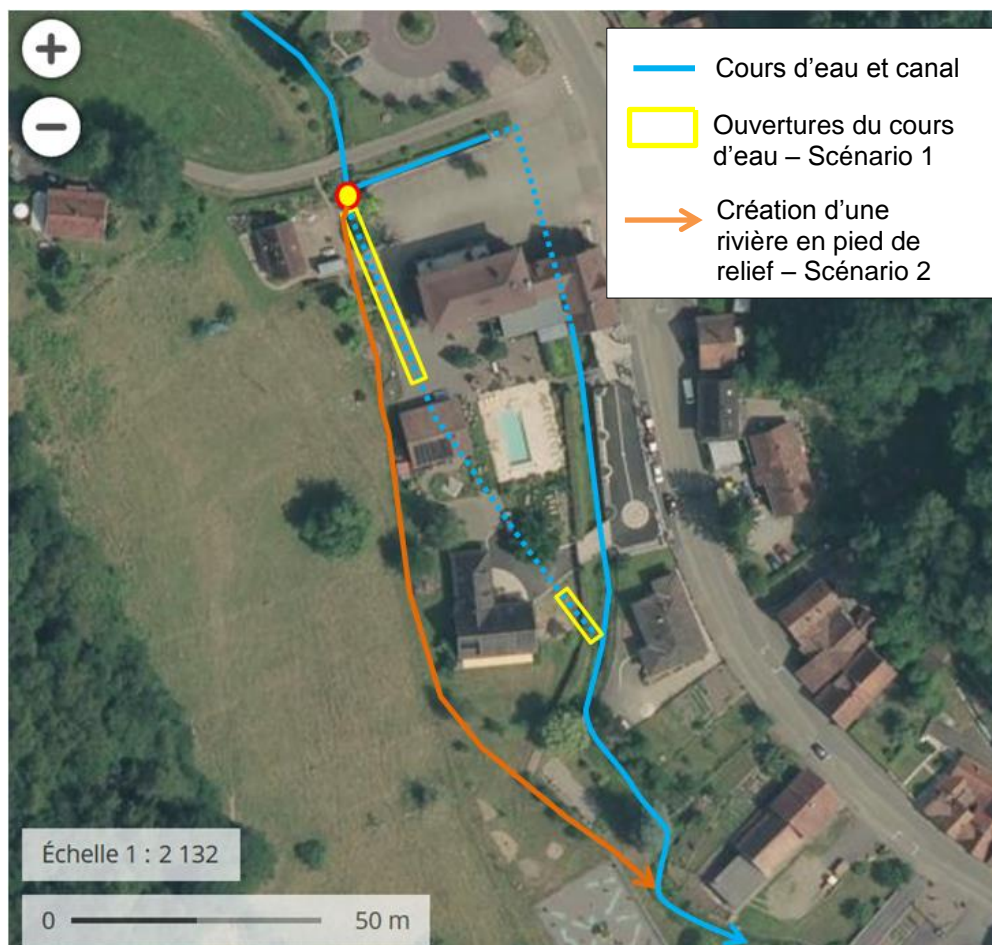 Cours d'eau et canal
Ouvertures du cours
d'eau – Scénario 1
Création d'une
rivière en pied de
relief – Scénario 2
Échelle 1 : 2 132
0 50 m